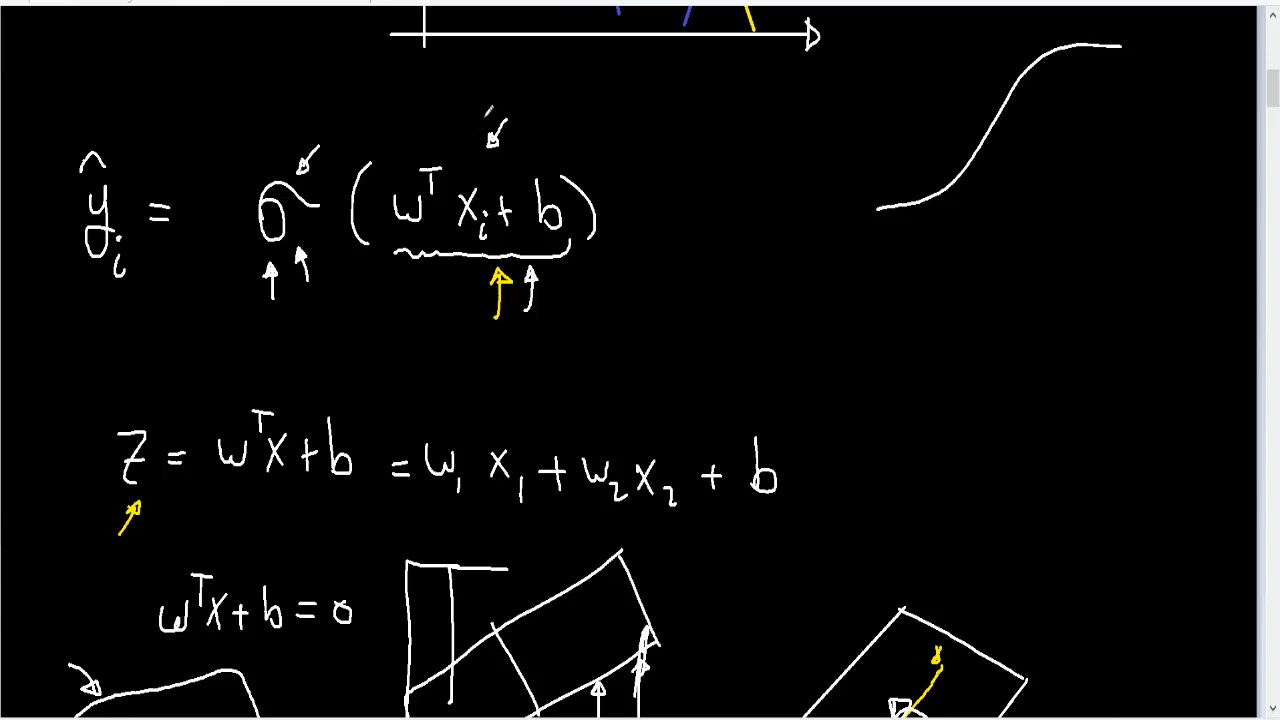 ŷᵢ = σ(wᵀxᵢ + b)
z = wᵀx + b = w₁x₁ + w₂x₂ + b
wᵀx + b = 0